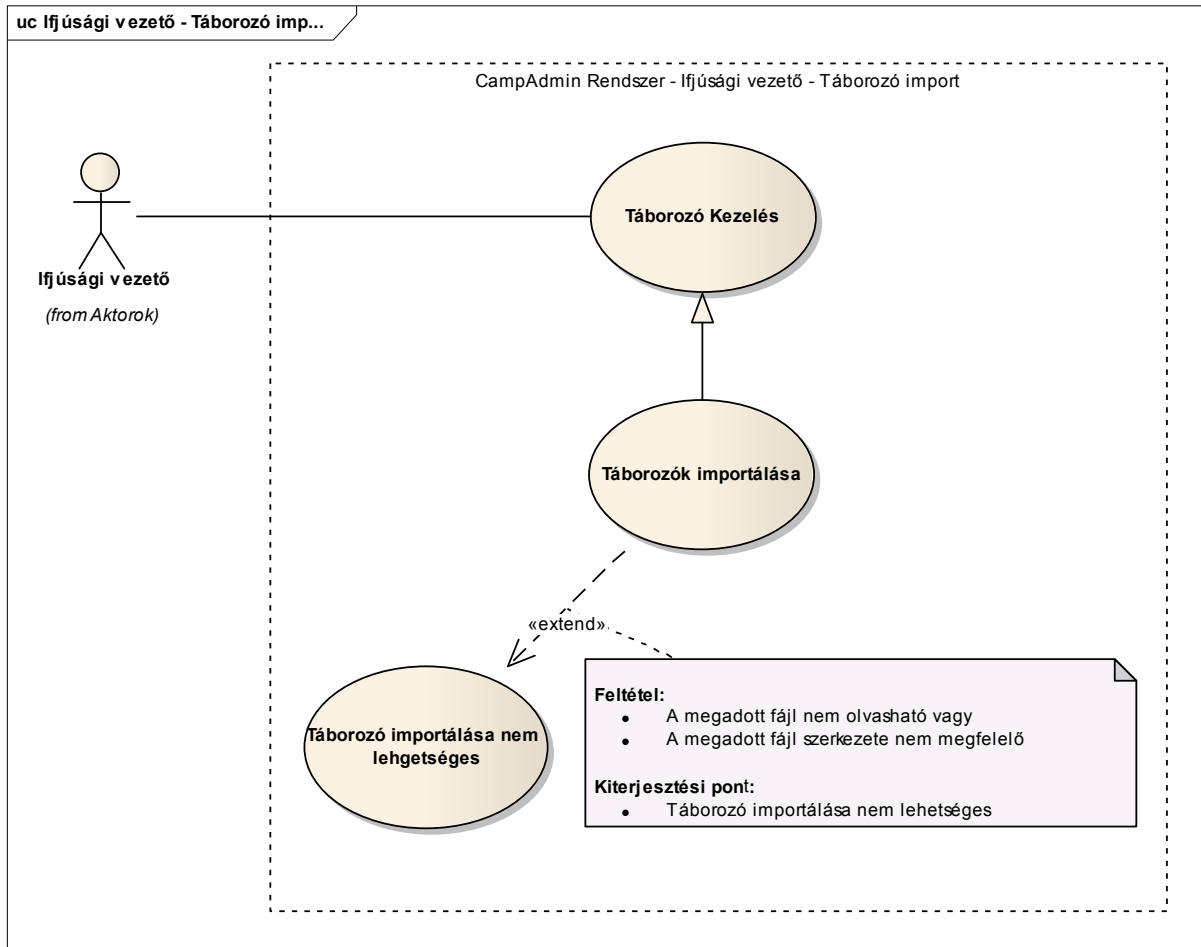 uc Ifjúsági vezető - Táborozó imp...
CampAdmin Rendszer - Ifjúsági vezető - Táborozó import
Táborozó Kezelés
Ifjúsági vezető
(from Aktorok)
Táborozók importálása
«extend»
Táborozó importálása nem
lehgetséges
Feltétel:
• A megadott fájl nem olvasható vagy
• A megadott fájl szerkezete nem megfelelő
Kiterjesztési pont:
• Táborozó importálása nem lehetséges